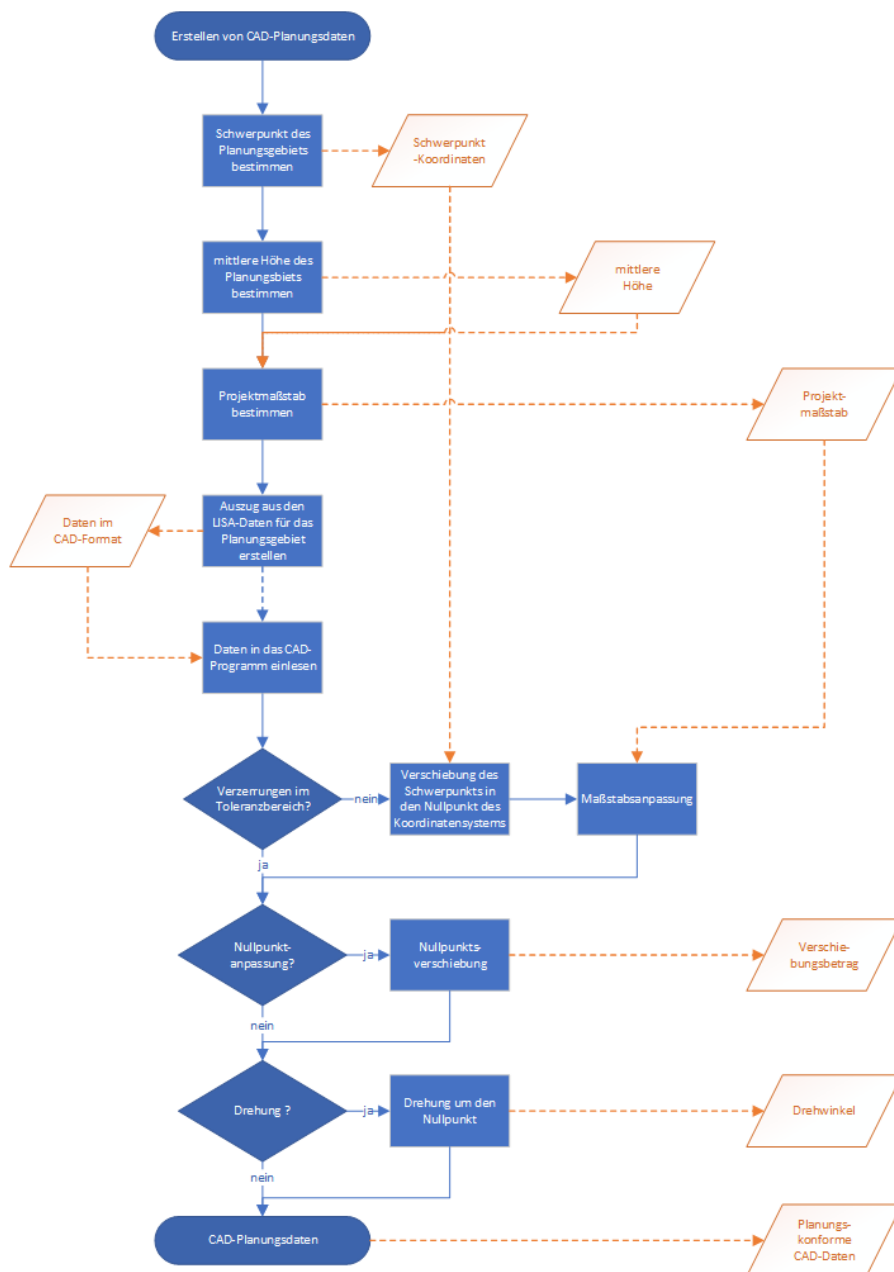 Erstellen von CAD-Planungsdaten
Schwerpunkt des
Planungsgebiets
bestimmen
Schwerpunkt
-Koordinaten
mittlere Höhe des
Planungsbiets
bestimmen
mittlere
Höhe
Projektmaßstab
bestimmen
Projekt-
maßstab
Daten im
CAD-Format
Auszug aus den
LISA-Daten für das
Planungsgebiet
erstellen
Daten in das CAD-
Programm einlesen
Verzerrungen im
Toleranzbereich?
nein
Verschiebung des
Schwerpunkts in
den Nullpunkt des
Koordinatensystems
Maßstabsanpassung
ja
Nullpunkt-
anpassung?
ja
Nullpunkts-
verschiebung
Verschie-
bungsbetrag
nein
Drehung ?
ja
Drehung um den
Nullpunkt
Drehwinkel
nein
CAD-Planungsdaten
Planungs-
konforme
CAD-Daten